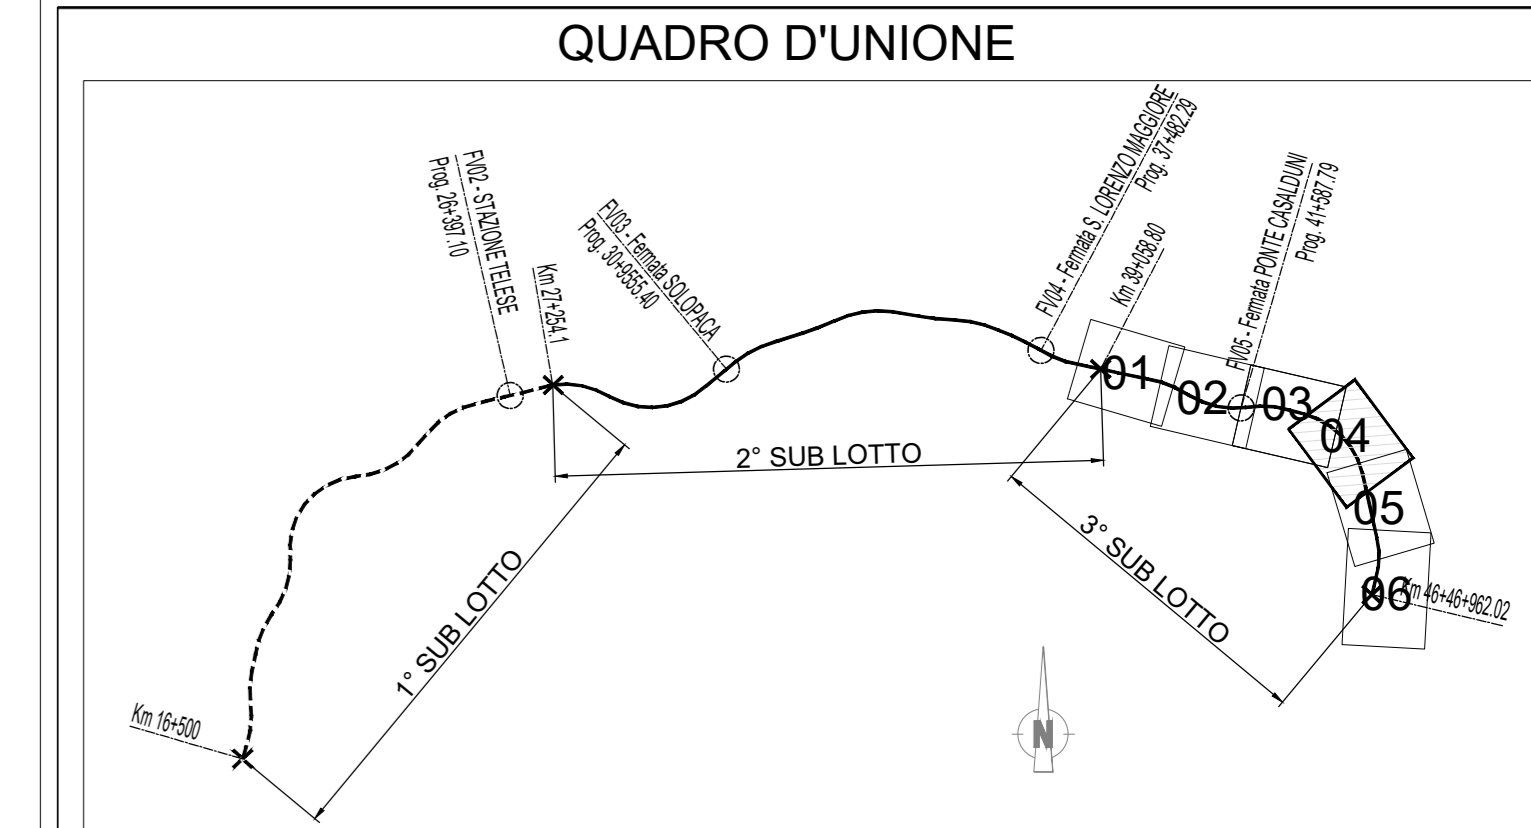 QUADRO D'UNIONE
FV02 - STAZIONE TELESE
Prog. 26+397.10
Km 27+254.1
FV03 - Fermata SOLOPACA
Prog. 30+9555.40
FV04 - Fermata S. LORENZO MAGGIORE
Prog. 37+482.29
Km 39+058.80
FV05 - Fermata PONTE CASALDUNI
Prog. 41+587.79
01
02
03
04
05
06
Km 46+46+962.02
2° SUB LOTTO
1° SUB LOTTO
3° SUB LOTTO
Km 16+500
N